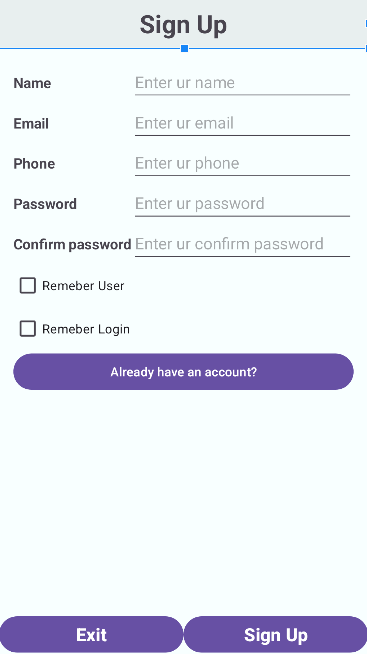 Sign Up
Name Enter ur name
Email Enter ur email
Phone Enter ur phone
Password Enter ur password
Confirm password Enter ur confirm password
Remeber User
Remeber Login
Already have an account?
Exit Sign Up